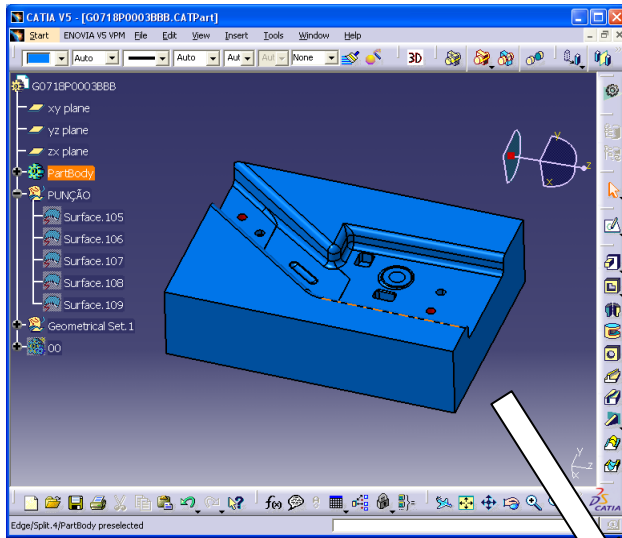 CATIA V5 - [G0718P0003BBB.CATPart]
Start ENOVIA V5 VPM File Edit View Insert Tools Window Help
Auto Auto Aut Aut None 3D
G0718P0003BBB
xy plane
yz plane
zx plane
PartBody
PUNÇÃO
Surface.105
Surface.106
Surface.107
Surface.108
Surface.109
Geometrical Set.1
00
y
z
x
y
z
x
f(x)
CATIA
Edge/Split.4/PartBody preselected